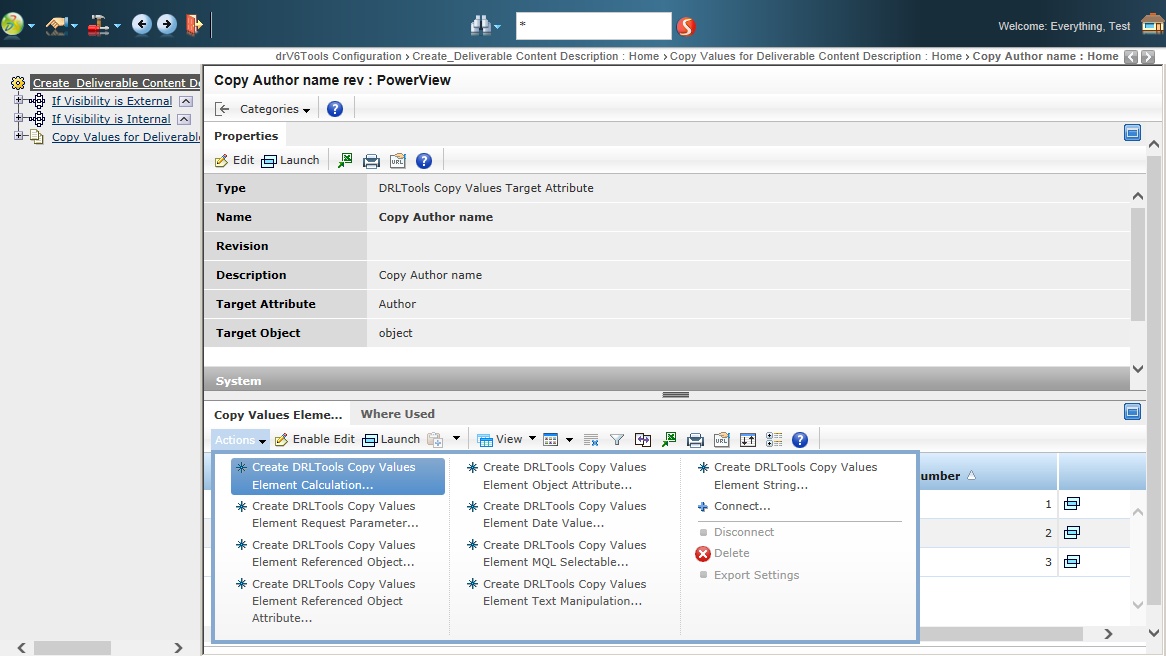 *
Welcome: Everything, Test
drV6Tools Configuration › Create_Deliverable Content Description : Home › Copy Values for Deliverable Content Description : Home › Copy Author name : Home
Create_Deliverable Content De
If Visibility is External
If Visibility is Internal
Copy Values for Deliverabl
Copy Author name rev : PowerView
Categories
Properties
Edit Launch
Type DRLTools Copy Values Target Attribute
Name Copy Author name
Revision
Description Copy Author name
Target Attribute Author
Target Object object
System
Copy Values Eleme... Where Used
Actions Enable Edit Launch View
umber
1
2
3
Create DRLTools Copy Values
Element Calculation...
Create DRLTools Copy Values
Element Request Parameter...
Create DRLTools Copy Values
Element Referenced Object...
Create DRLTools Copy Values
Element Referenced Object
Attribute...
Create DRLTools Copy Values
Element Object Attribute...
Create DRLTools Copy Values
Element Date Value...
Create DRLTools Copy Values
Element MQL Selectable...
Create DRLTools Copy Values
Element Text Manipulation...
Create DRLTools Copy Values
Element String...
Connect...
Disconnect
Delete
Export Settings